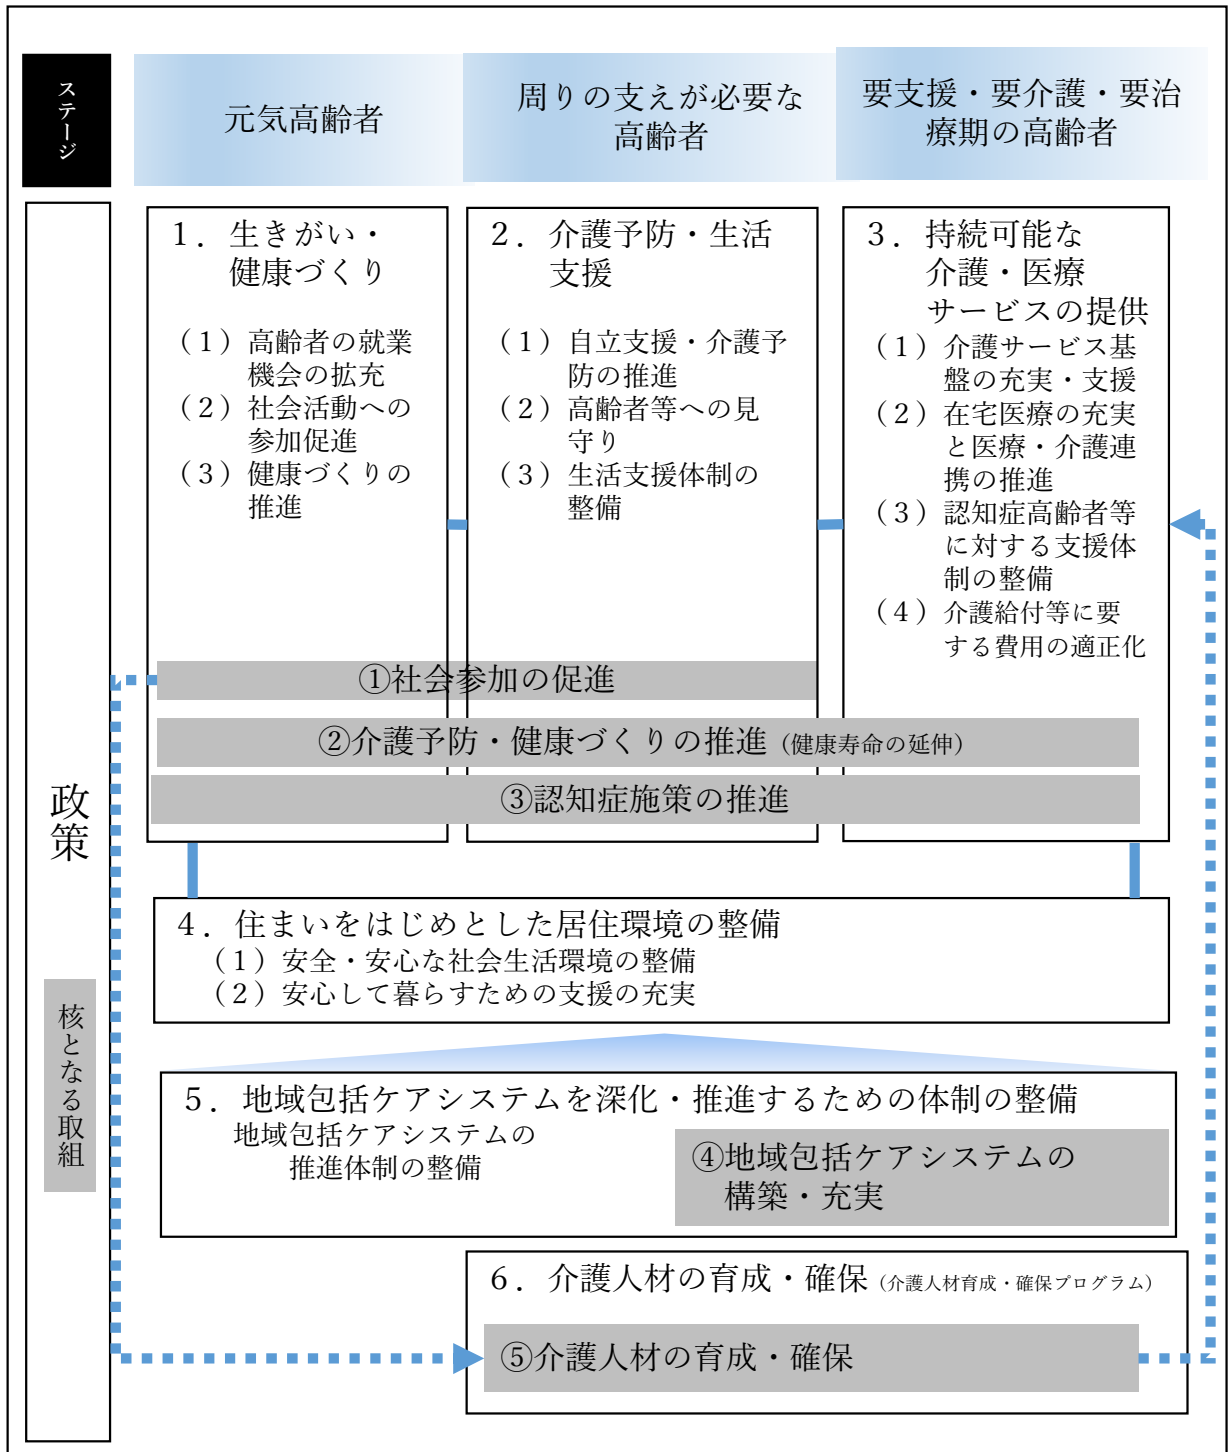 ステージ
元気高齢者
周りの支えが必要な
高齢者
要支援・要介護・要治
療期の高齢者
政策
核となる取組
1．生きがい・
健康づくり
（1）高齢者の就業
機会の拡充
（2）社会活動への
参加促進
（3）健康づくりの
推進
2．介護予防・生活
支援
（1）自立支援・介護予
防の推進
（2）高齢者等への見
守り
（3）生活支援体制の
整備
3．持続可能な
介護・医療
サービスの提供
（1）介護サービス基
盤の充実・支援
（2）在宅医療の充実
と医療・介護連
携の推進
（3）認知症高齢者等
に対する支援体
制の整備
（4）介護給付等に要
する費用の適正化
①社会参加の促進
②介護予防・健康づくりの推進（健康寿命の延伸）
③認知症施策の推進
4．住まいをはじめとした居住環境の整備
（1）安全・安心な社会生活環境の整備
（2）安心して暮らすための支援の充実
5．地域包括ケアシステムを深化・推進するための体制の整備
地域包括ケアシステムの
推進体制の整備
④地域包括ケアシステムの
構築・充実
6．介護人材の育成・確保（介護人材育成・確保プログラム）
⑤介護人材の育成・確保